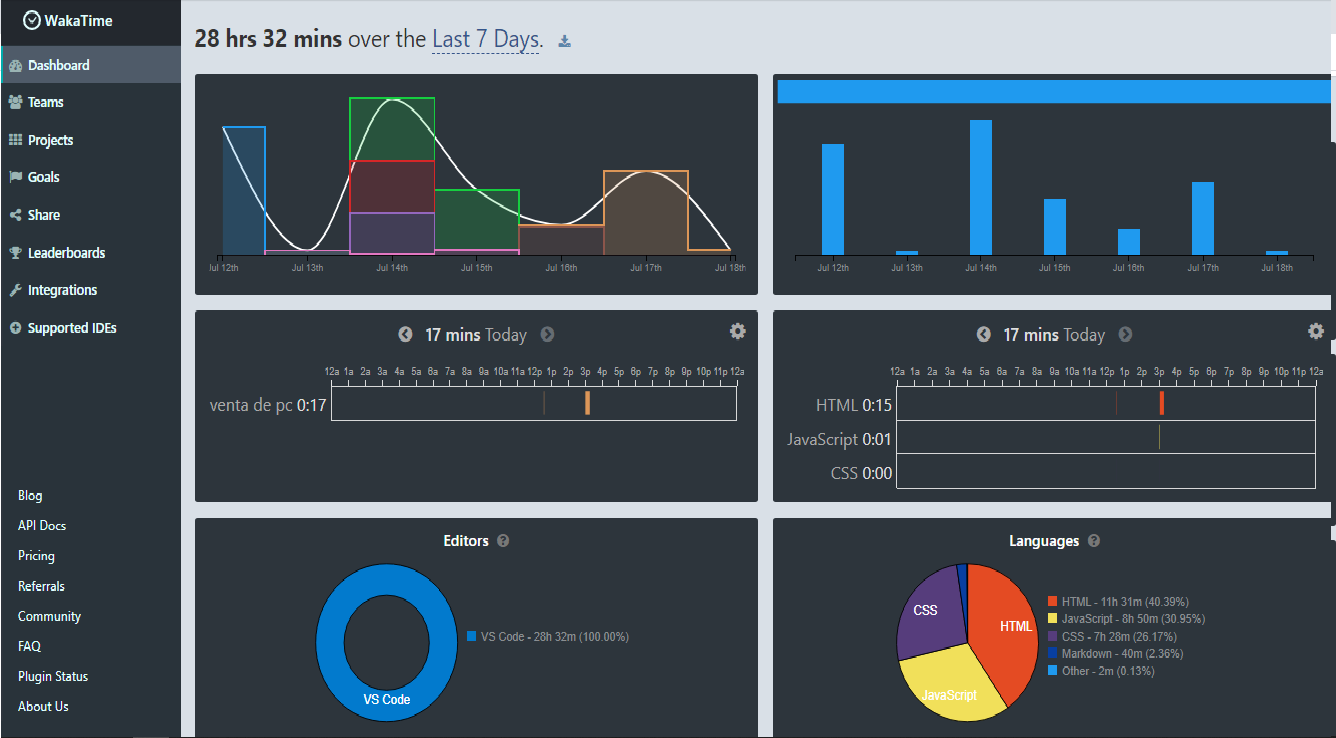 WakaTime
Dashboard
Teams
Projects
Goals
Share
Leaderboards
Integrations
Supported IDEs
Blog
API Docs
Pricing
Referrals
Community
FAQ
Plugin Status
About Us
28 hrs 32 mins over the Last 7 Days.
Jul 12th Jul 13th Jul 14th Jul 15th Jul 16th Jul 17th Jul 18th
Jul 12th Jul 13th Jul 14th Jul 15th Jul 16th Jul 17th Jul 18th
17 mins Today
12a 1a 2a 3a 4a 5a 6a 7a 8a 9a 10a 11a 12p 1p 2p 3p 4p 5p 6p 7p 8p 9p 10p 11p 12a
venta de pc 0:17
17 mins Today
12a 1a 2a 3a 4a 5a 6a 7a 8a 9a 10a 11a 12p 1p 2p 3p 4p 5p 6p 7p 8p 9p 10p 11p 12a
HTML 0:15
JavaScript 0:01
CSS 0:00
Editors ?
VS Code
VS Code - 28h 32m (100.00%)
Languages ?
CSS
HTML
JavaScript
HTML - 11h 31m (40.39%)
JavaScript - 8h 50m (30.95%)
CSS - 7h 28m (26.17%)
Markdown - 40m (2.36%)
Other - 2m (0.13%)